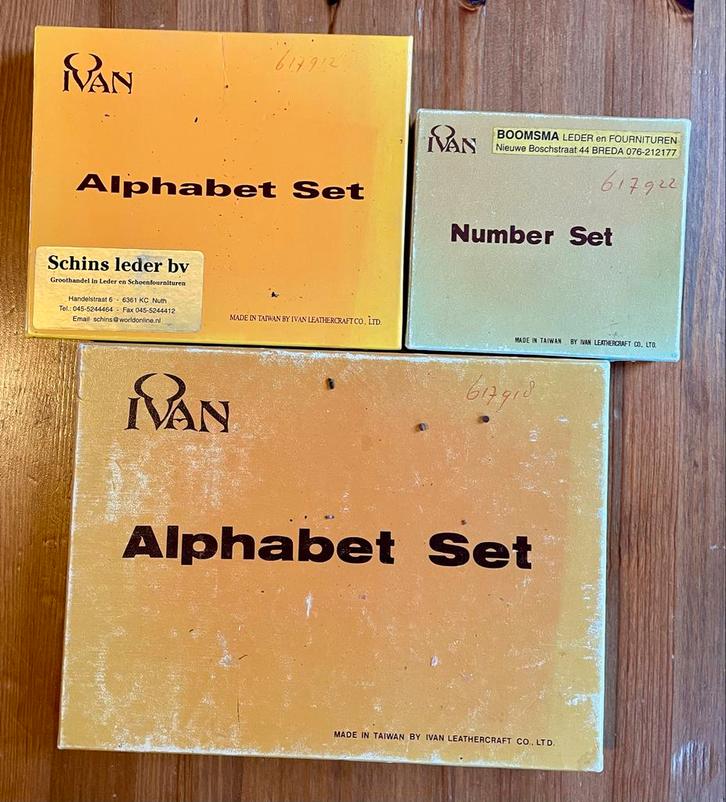 IVAN
617912
Alphabet Set
Schins leder bv
Groothandel in Leder en Schoenfournituren
Handelstraat 6 - 6361 KC Nuth
Tel.: 045-5244464 - Fax 045-5244412
Email schins@worldonline.nl
MADE IN TAIWAN BY IVAN LEATHERCRAFT CO., LTD.
IVAN
BOOMSMA LEDER en FOURNITUREN
Nieuwe Boschstraat 44 BREDA 076-212177
617922
Number Set
MADE IN TAIWAN BY IVAN LEATHERCRAFT CO., LTD.
IVAN
617918
Alphabet Set
MADE IN TAIWAN BY IVAN LEATHERCRAFT CO., LTD.